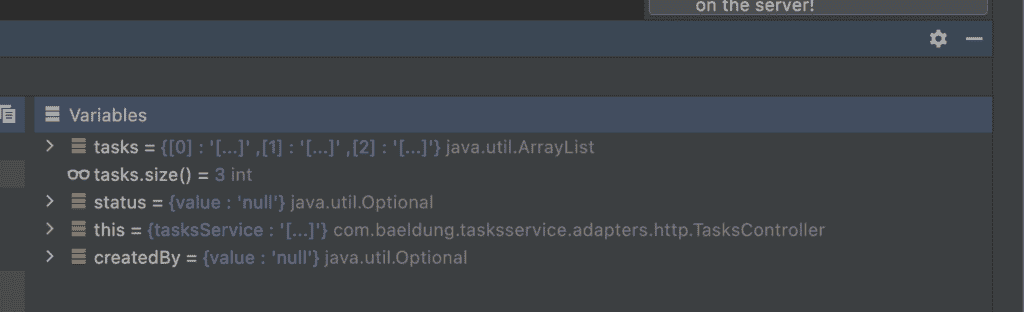 on the server!
Variables
tasks = {[0] : '[...]' ,[1] : '[...]' ,[2] : '[...]'} java.util.ArrayList
tasks.size() = 3 int
status = {value : 'null'} java.util.Optional
this = {tasksService : '[...]'} com.baeldung.tasksservice.adapters.http.TasksController
createdBy = {value : 'null'} java.util.Optional